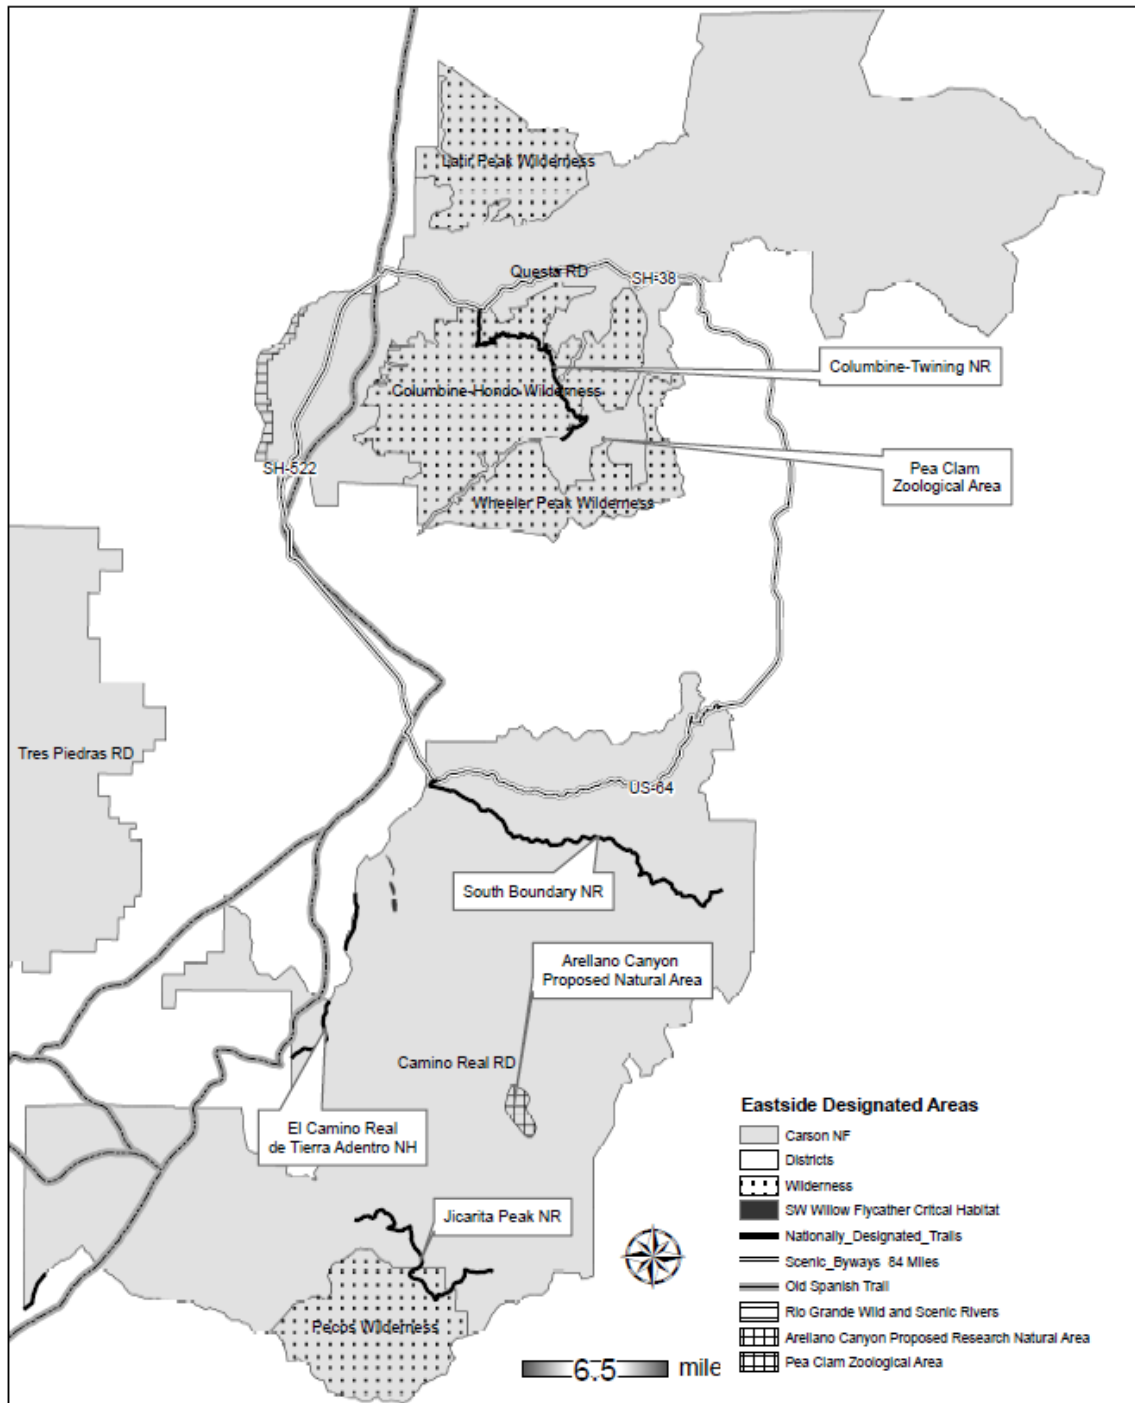 Latir Peak Wilderness
Questa RD
SH-38
Columbine-Twining NR
Columbine-Hondo Wilderness
Pea Clam
Zoological Area
SH-522
Wheeler Peak Wilderness
Tres Piedras RD
US-64
South Boundary NR
Arellano Canyon
Proposed Natural Area
Camino Real RD
El Camino Real
de Tierra Adentro NH
Jicarita Peak NR
Pecos Wilderness
6.5 mile
Eastside Designated Areas
Carson NF
Districts
Wilderness
SW Willow Flycather Critcal Habitat
Nationally_Designated_Trails
Scenic_Byways 84 Miles
Old Spanish Trail
Rio Grande Wild and Scenic Rivers
Arellano Canyon Proposed Research Natural Area
Pea Clam Zoological Area